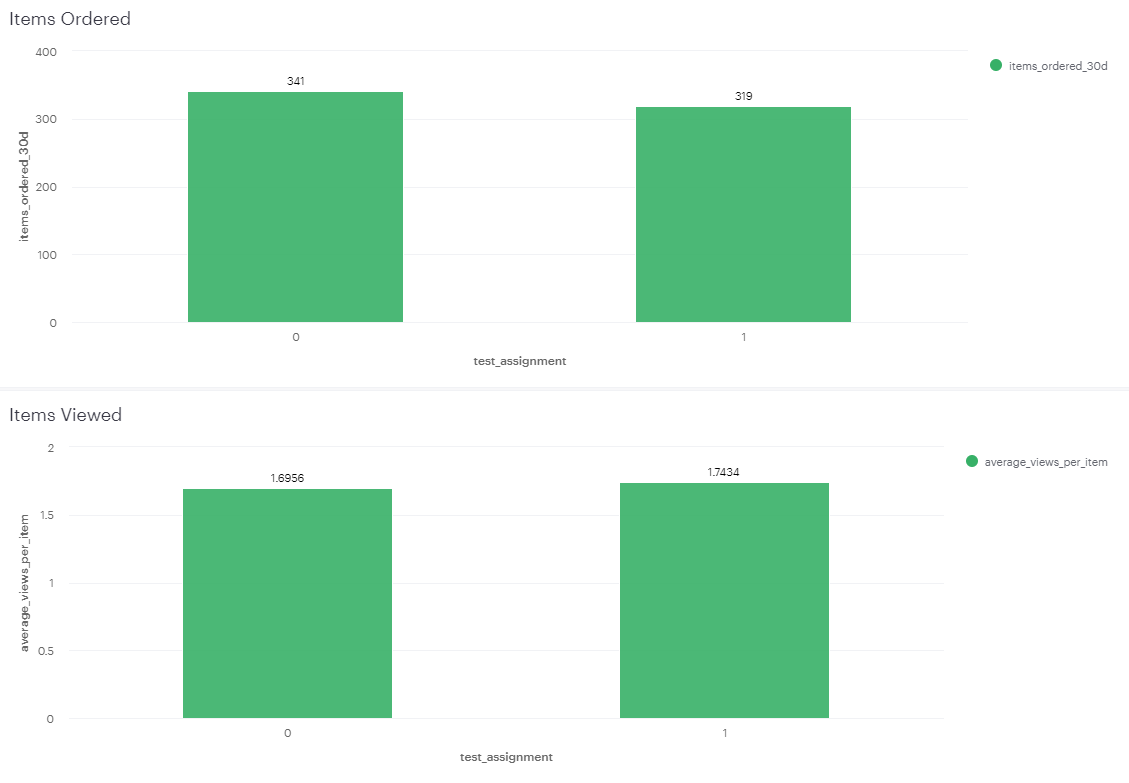 Items Ordered
400
items_ordered_30d
341
319
300
items_ordered_30d
200
100
0
0
1
test_assignment
Items Viewed
2
average_views_per_item
1.6956
1.7434
1.5
average_views_per_item
1
0.5
0
0
1
test_assignment